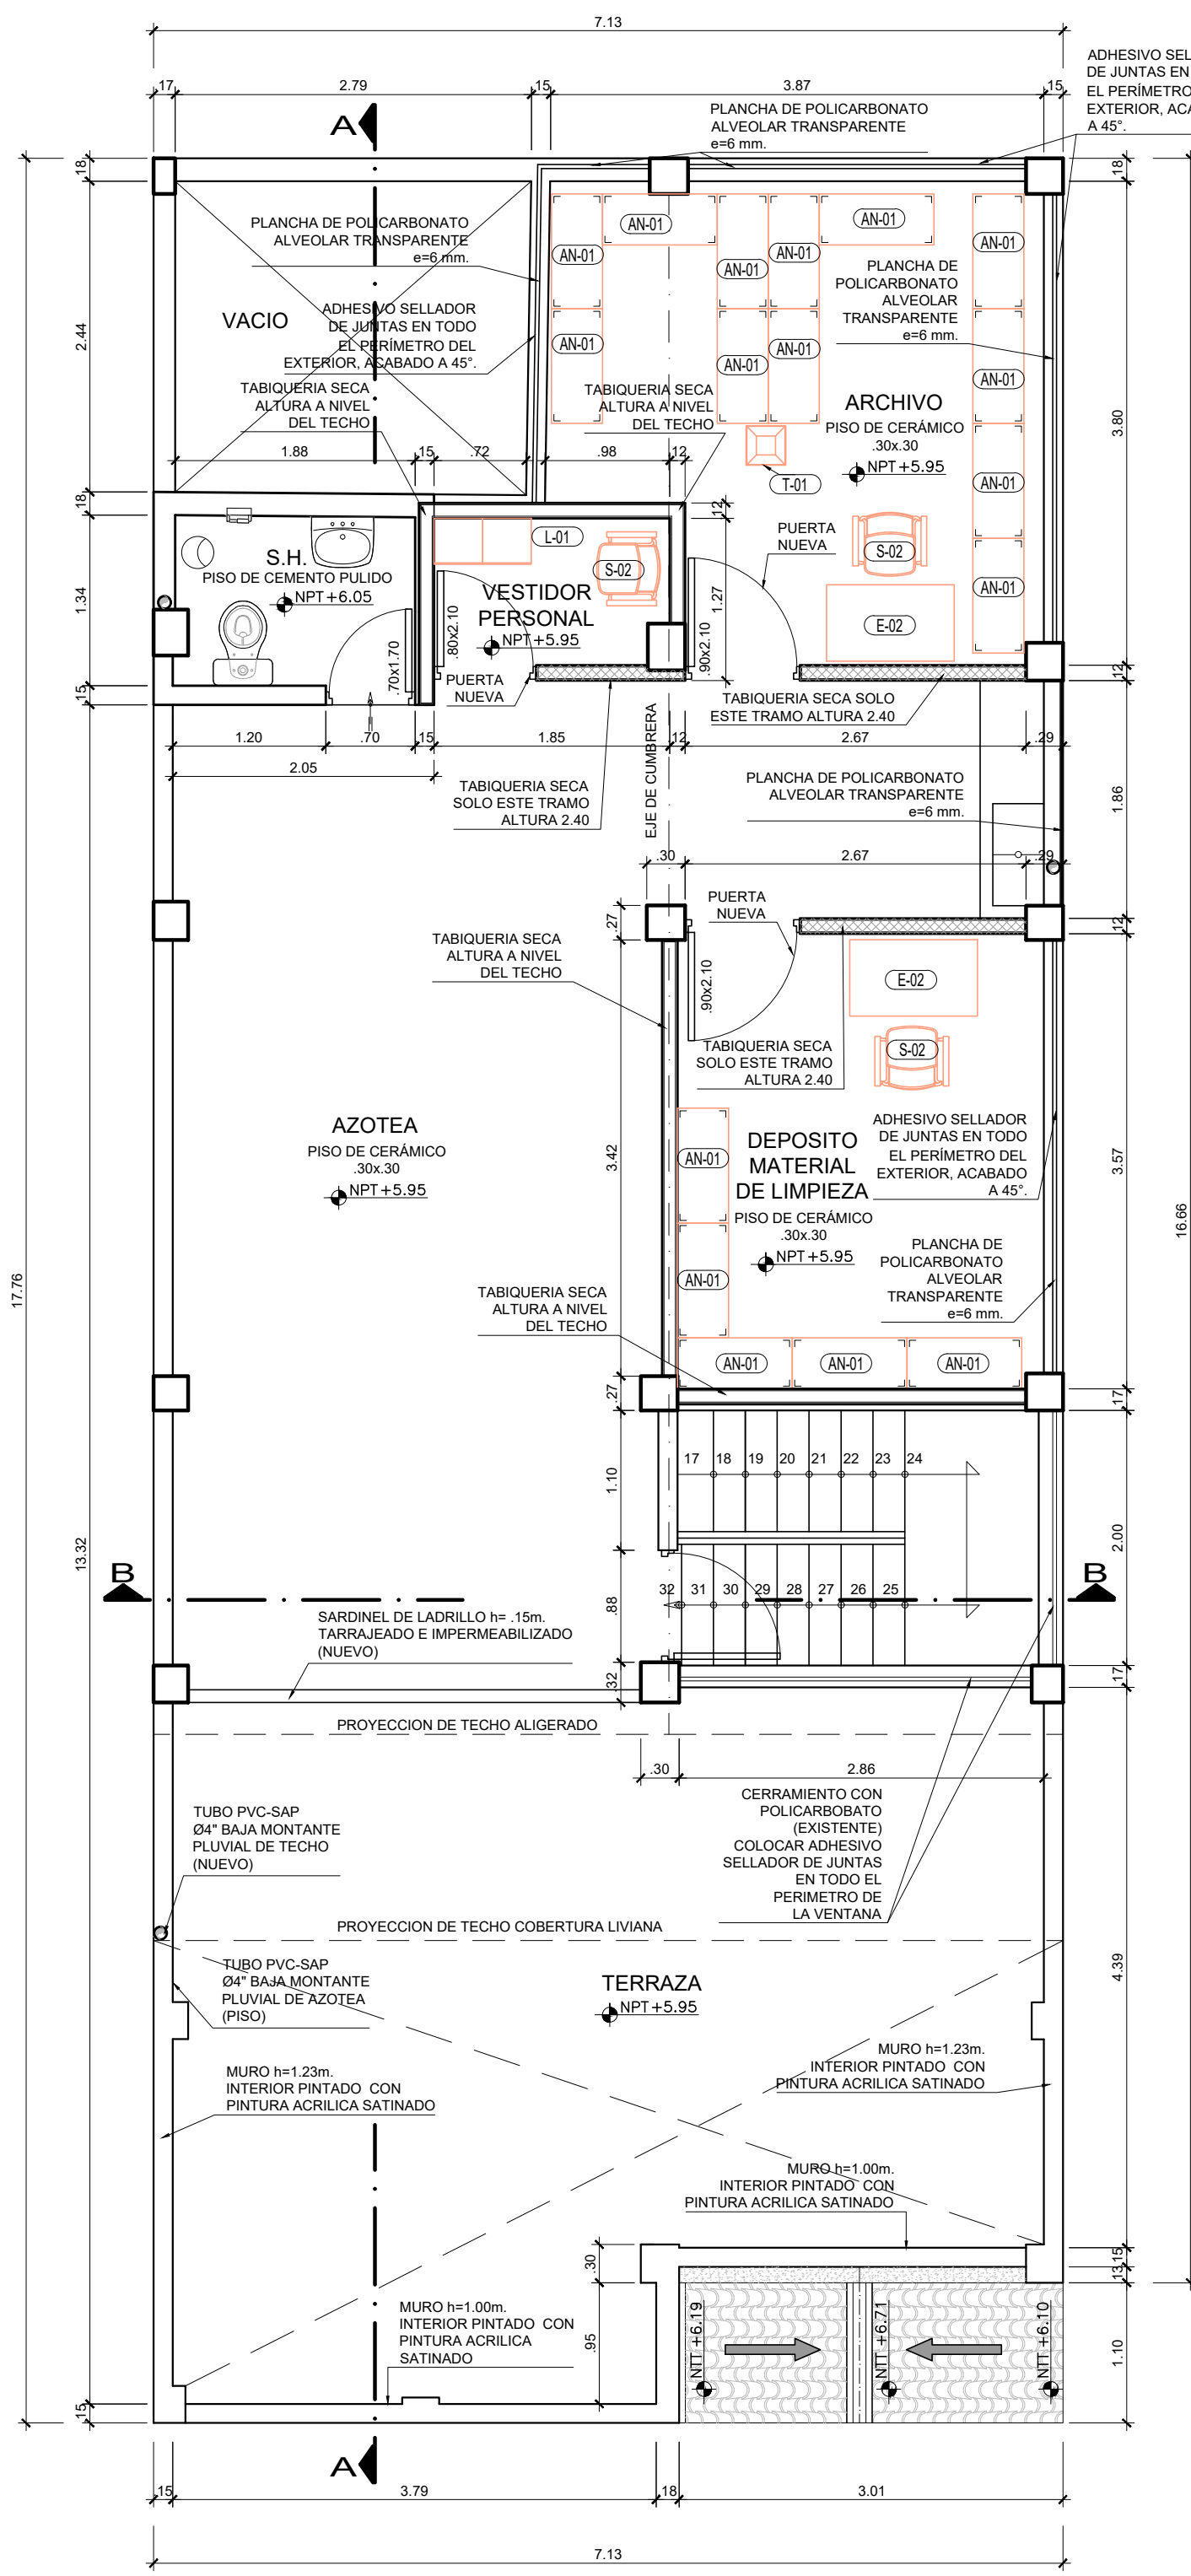 7.13
.17
2.79
.15
3.87
.15
ADHESIVO SEL
DE JUNTAS EN
EL PERÍMETRO
EXTERIOR, ACA
A 45°.
A
PLANCHA DE POLICARBONATO
ALVEOLAR TRANSPARENTE
e=6 mm.
.18
.18
PLANCHA DE POLICARBONATO
ALVEOLAR TRANSPARENTE
e=6 mm.
AN-01
AN-01
AN-01
AN-01
AN-01
AN-01
AN-01
PLANCHA DE
POLICARBONATO
ALVEOLAR
TRANSPARENTE
e=6 mm.
VACIO
ADHESIVO SELLADOR
DE JUNTAS EN TODO
EL PERÍMETRO DEL
EXTERIOR, ACABADO A 45°.
2.44
AN-01
AN-01
AN-01
AN-01
TABIQUERIA SECA
ALTURA A NIVEL
DEL TECHO
TABIQUERIA SECA
ALTURA A NIVEL
DEL TECHO
ARCHIVO
PISO DE CERÁMICO
.30x.30
NPT+5.95
3.80
1.88
.15
.72
.98
.12
T-01
AN-01
.18
.12
L-01
PUERTA
NUEVA
S-02
S.H.
PISO DE CEMENTO PULIDO
NPT+6.05
S-02
AN-01
VESTIDOR
PERSONAL
NPT+5.95
1.34
1.27
E-02
.80x2.10
.70x1.70
.90x2.10
PUERTA
NUEVA
TABIQUERIA SECA SOLO
ESTE TRAMO ALTURA 2.40
.12
.15
1.20
.70
.15
1.85
.12
2.67
.29
2.05
EJE DE CUMBRERA
TABIQUERIA SECA
SOLO ESTE TRAMO
ALTURA 2.40
PLANCHA DE POLICARBONATO
ALVEOLAR TRANSPARENTE
e=6 mm.
1.86
.30
2.67
.29
PUERTA
NUEVA
.27
.12
TABIQUERIA SECA
ALTURA A NIVEL
DEL TECHO
.90x2.10
E-02
S-02
TABIQUERIA SECA
SOLO ESTE TRAMO
ALTURA 2.40
AZOTEA
PISO DE CERÁMICO
.30x.30
NPT+5.95
3.42
AN-01
DEPOSITO
MATERIAL
DE LIMPIEZA
PISO DE CERÁMICO
.30x.30
NPT+5.95
ADHESIVO SELLADOR
DE JUNTAS EN TODO
EL PERÍMETRO DEL
EXTERIOR, ACABADO
A 45°.
3.57
16.66
17.76
AN-01
PLANCHA DE
POLICARBONATO
ALVEOLAR
TRANSPARENTE
e=6 mm.
TABIQUERIA SECA
ALTURA A NIVEL
DEL TECHO
AN-01
AN-01
AN-01
.27
.17
17
18
19
20
21
22
23
24
1.10
2.00
13.32
B
B
32
31
30
29
28
27
26
25
.88
SARDINEL DE LADRILLO h= .15m.
TARRAJEADO E IMPERMEABILIZADO
(NUEVO)
.32
.17
PROYECCION DE TECHO ALIGERADO
.30
2.86
CERRAMIENTO CON
POLICARBOBATO
(EXISTENTE)
COLOCAR ADHESIVO
SELLADOR DE JUNTAS
EN TODO EL
PERIMETRO DE
LA VENTANA
TUBO PVC-SAP
Ø4" BAJA MONTANTE
PLUVIAL DE TECHO
(NUEVO)
PROYECCION DE TECHO COBERTURA LIVIANA
TUBO PVC-SAP
Ø4" BAJA MONTANTE
PLUVIAL DE AZOTEA
(PISO)
TERRAZA
NPT+5.95
4.39
MURO h=1.23m.
INTERIOR PINTADO CON
PINTURA ACRILICA SATINADO
MURO h=1.23m.
INTERIOR PINTADO CON
PINTURA ACRILICA SATINADO
MURO h=1.00m.
INTERIOR PINTADO CON
PINTURA ACRILICA SATINADO
.30
.15
.13
MURO h=1.00m.
INTERIOR PINTADO CON
PINTURA ACRILICA
SATINADO
.95
NTT +6.19
NTT +6.71
NTT +6.10
1.10
.15
A
.15
3.79
.18
3.01
7.13